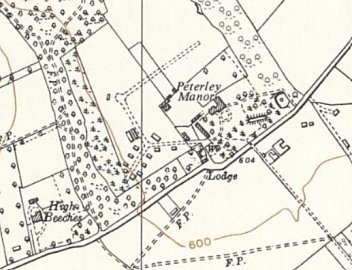 F.P.
Peterley
Manor
F.P.
W
604
Lodge
High
Beeches
F.P.
600
F.P.